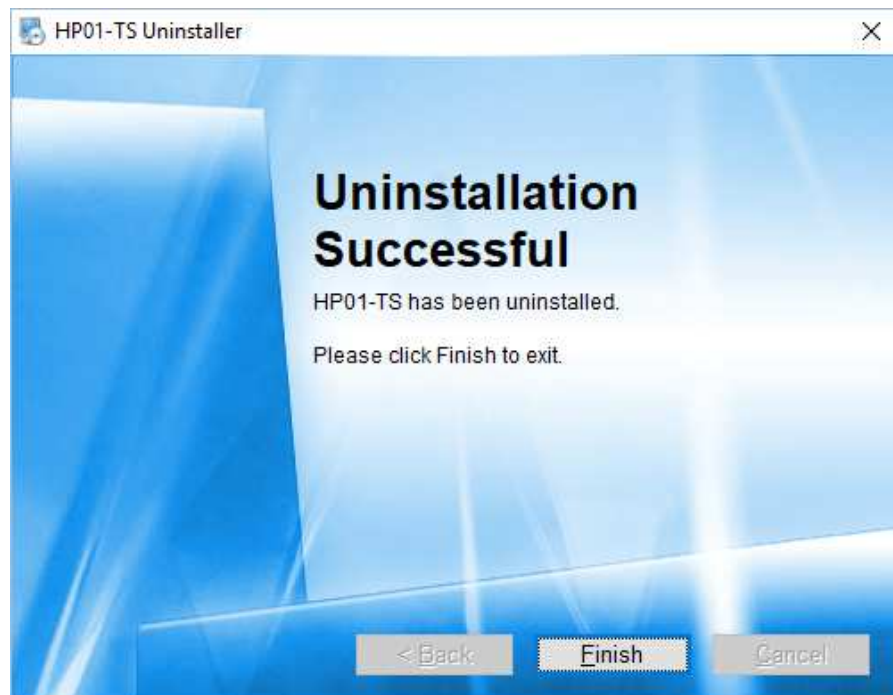 HP01-TS Uninstaller
Uninstallation
Successful
HP01-TS has been uninstalled.
Please click Finish to exit.
< Back
Finish
Cancel